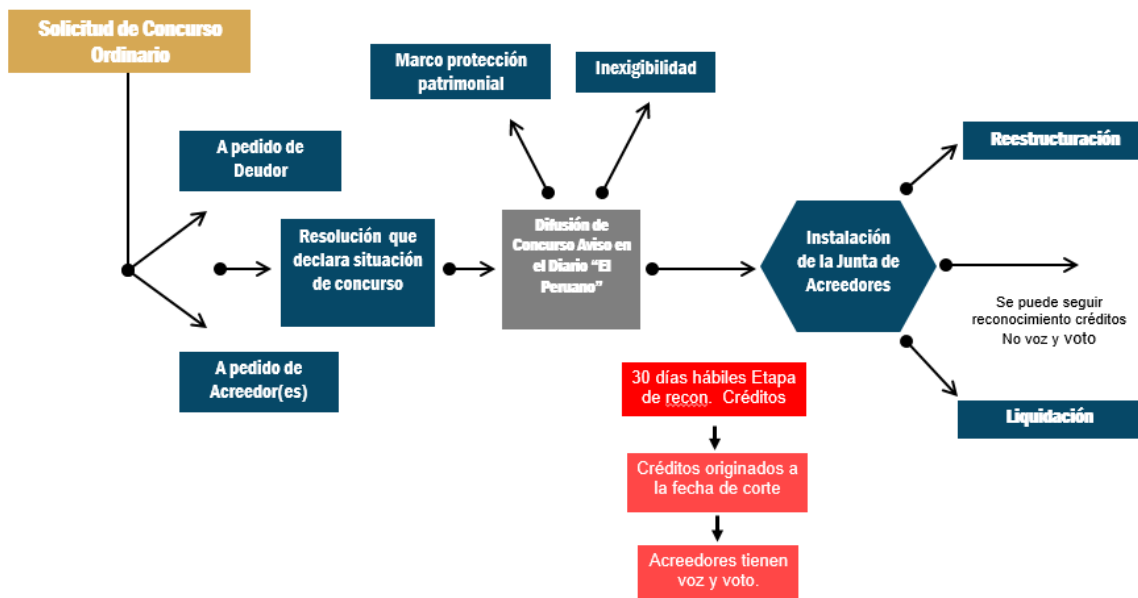 Solicitud de Concurso
Ordinario
Marco protección
patrimonial
Inexigibilidad
A pedido de
Deudor
Reestructuración
Resolución que
declara situación
de concurso
Difusión de
Concurso Aviso en
el Diario “El
Peruano”
Instalación
de la Junta de
Acreedores
Se puede seguir
reconocimiento créditos
No voz y voto
A pedido de
Acreedor(es)
30 días hábiles Etapa
de recon. Créditos
Liquidación
Créditos originados a
la fecha de corte
Acreedores tienen
voz y voto.